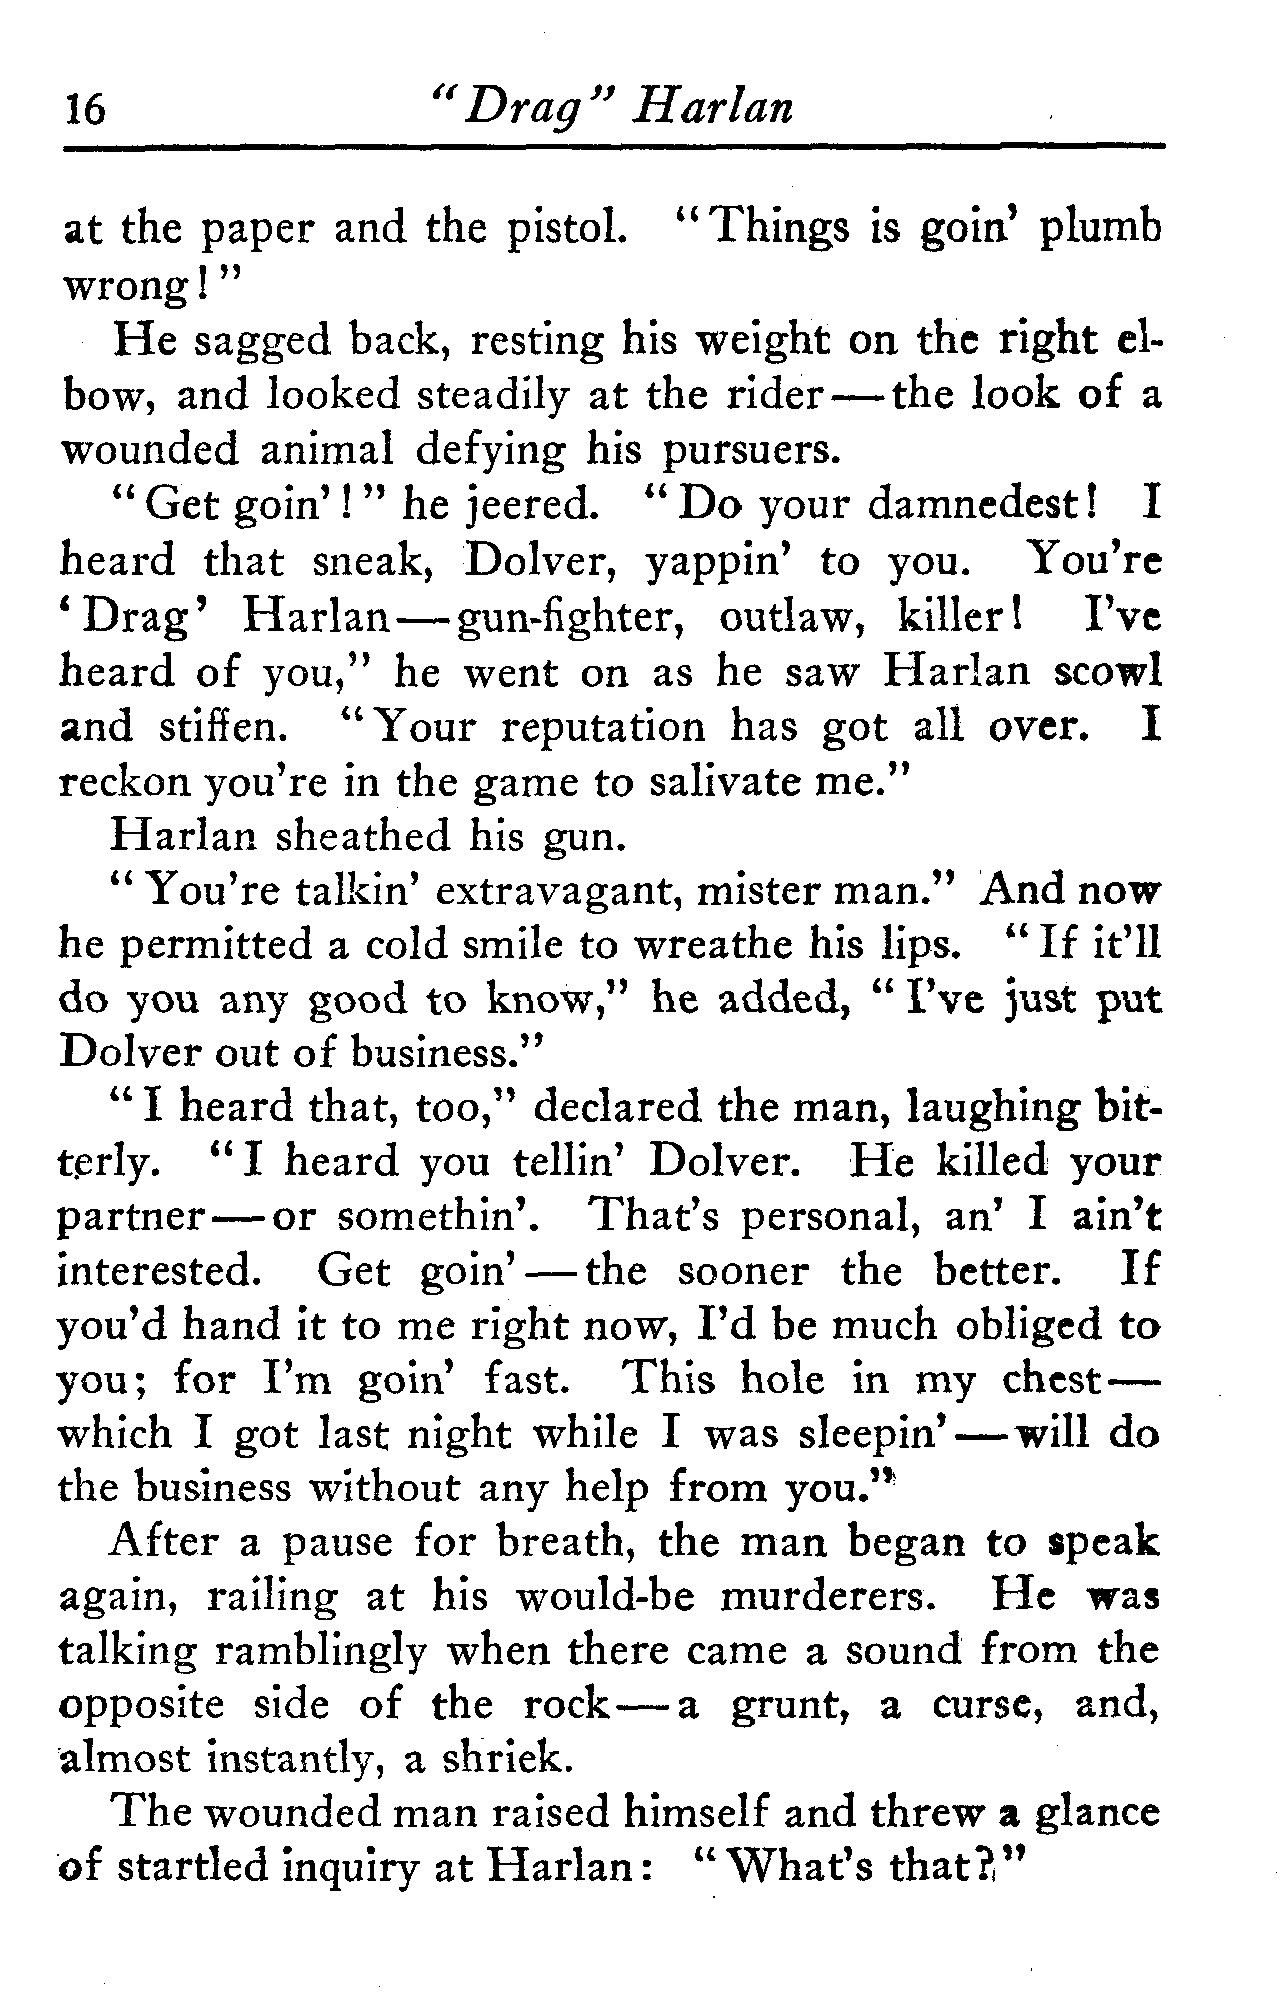 16 "Drag" Harlan
at the paper and the pistol. "Things is goin' plumb
wrong!"
He sagged back, resting his weight on the right el-
bow, and looked steadily at the rider—the look of a
wounded animal defying his pursuers.
"Get goin'!" he jeered. "Do your damnedest! I
heard that sneak, Dolver, yappin' to you. You're
'Drag' Harlan—gun-fighter, outlaw, killer! I've
heard of you," he went on as he saw Harlan scowl
and stiffen. "Your reputation has got all over. I
reckon you're in the game to salivate me."
Harlan sheathed his gun.
"You're talkin' extravagant, mister man." And now
he permitted a cold smile to wreathe his lips. "If it'll
do you any good to know," he added, "I've just put
Dolver out of business."
"I heard that, too," declared the man, laughing bit-
terly. "I heard you tellin' Dolver. He killed your
partner—or somethin'. That's personal, an' I ain't
interested. Get goin'—the sooner the better. If
you'd hand it to me right now, I'd be much obliged to
you; for I'm goin' fast. This hole in my chest—
which I got last night while I was sleepin'—will do
the business without any help from you."
After a pause for breath, the man began to speak
again, railing at his would-be murderers. He was
talking ramblingly when there came a sound from the
opposite side of the rock—a grunt, a curse, and,
almost instantly, a shriek.
The wounded man raised himself and threw a glance
of startled inquiry at Harlan: "What's that?"